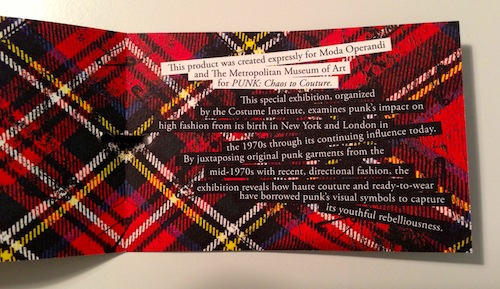 This product was created expressly for Moda Operandi
and The Metropolitan Museum of Art
for PUNK: Chaos to Couture.
This special exhibition, organized
by the Costume Institute, examines punk's impact on
high fashion from its birth in New York and London in
the 1970s through its continuing influence today.
By juxtaposing original punk garments from the
mid-1970s with recent, directional fashion, the
exhibition reveals how haute couture and ready-to-wear
have borrowed punk's visual symbols to capture
its youthful rebelliousness.